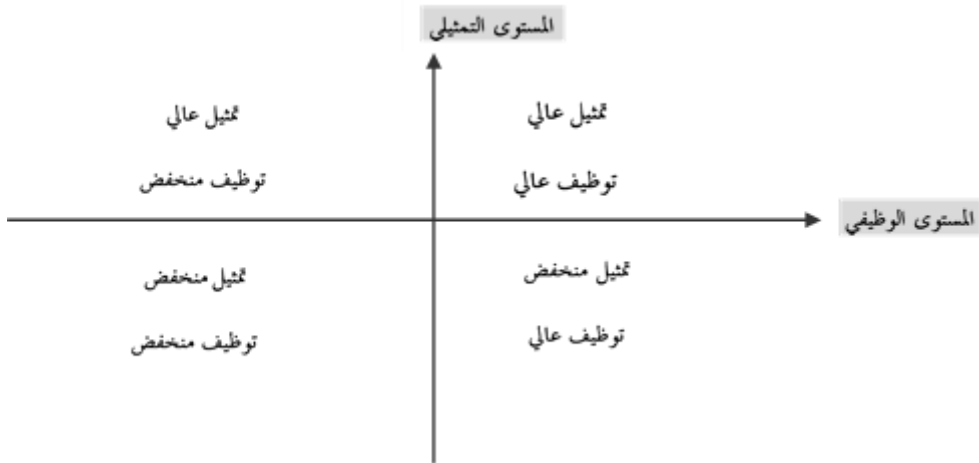 المستوى التمثيلي
تمثيل عالي
تمثيل عالي
توظيف عالي
توظيف منخفض
المستوى الوظيفي
تمثيل منخفض
تمثيل منخفض
توظيف عالي
توظيف منخفض